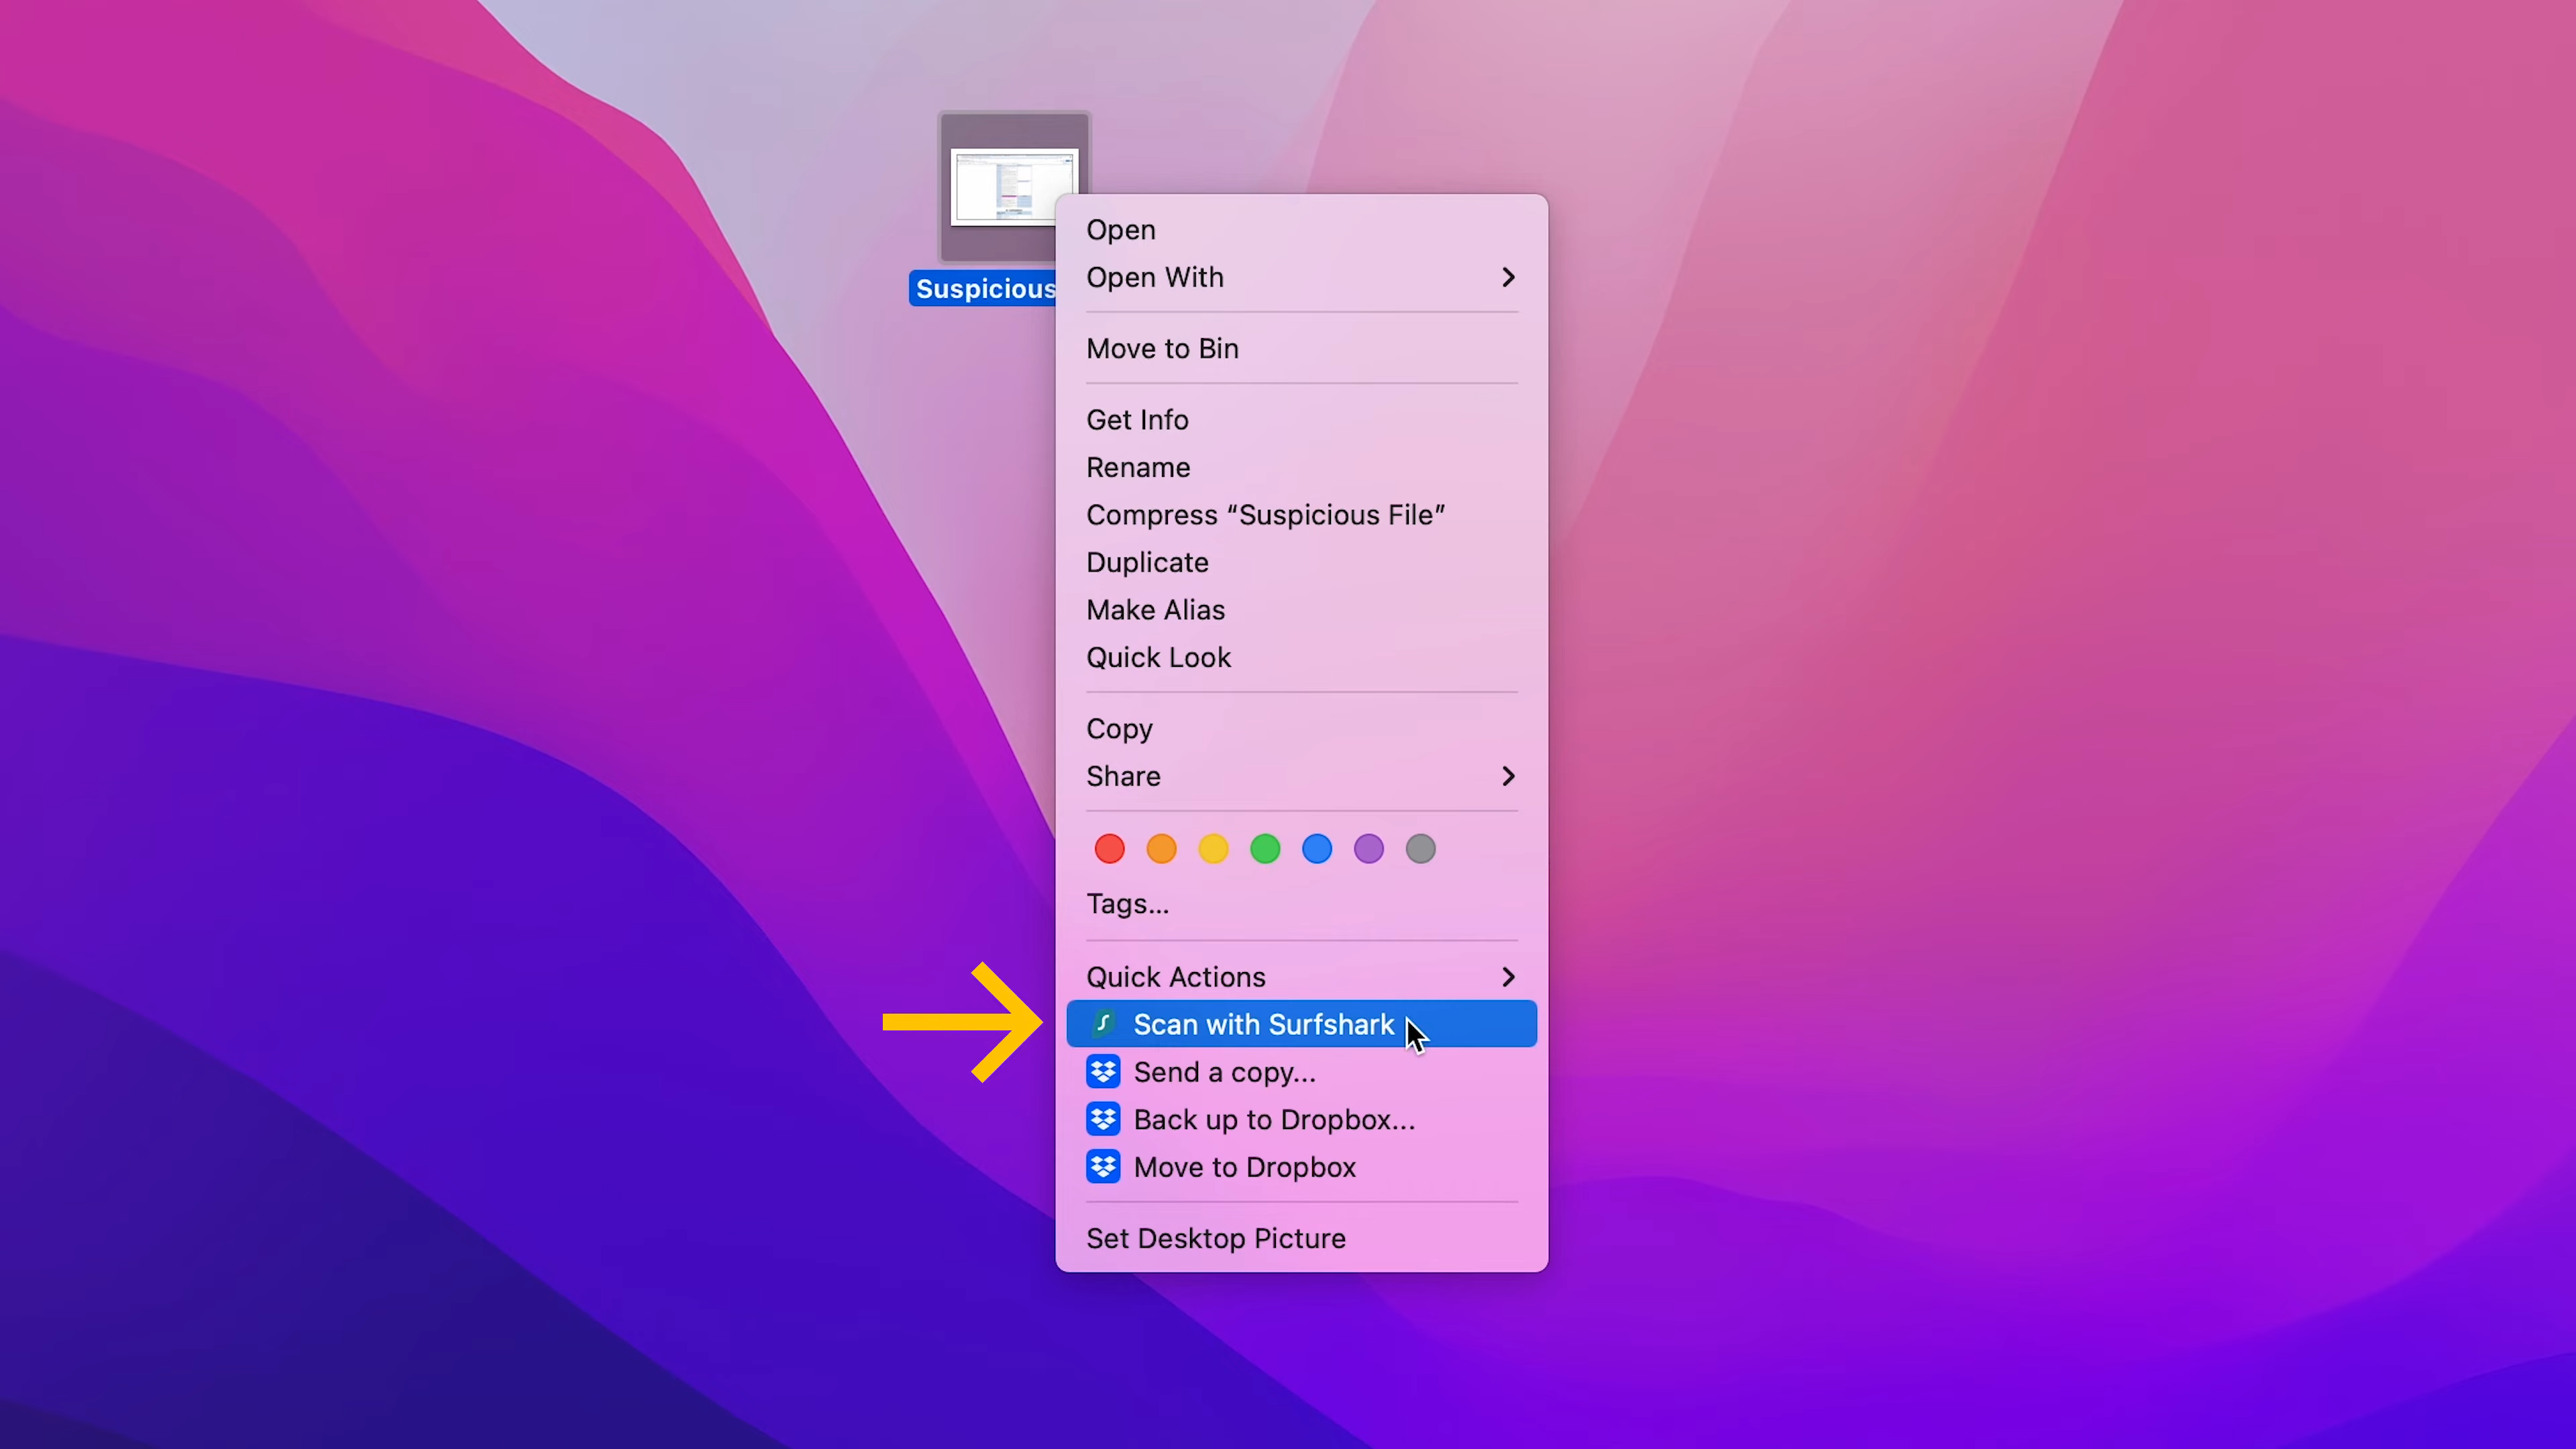 Suspicious
Open
Open With
Move to Bin
Get Info
Rename
Compress “Suspicious File”
Duplicate
Make Alias
Quick Look
Copy
Share
Tags...
Quick Actions
Scan with Surfshark
Send a copy...
Back up to Dropbox...
Move to Dropbox
Set Desktop Picture